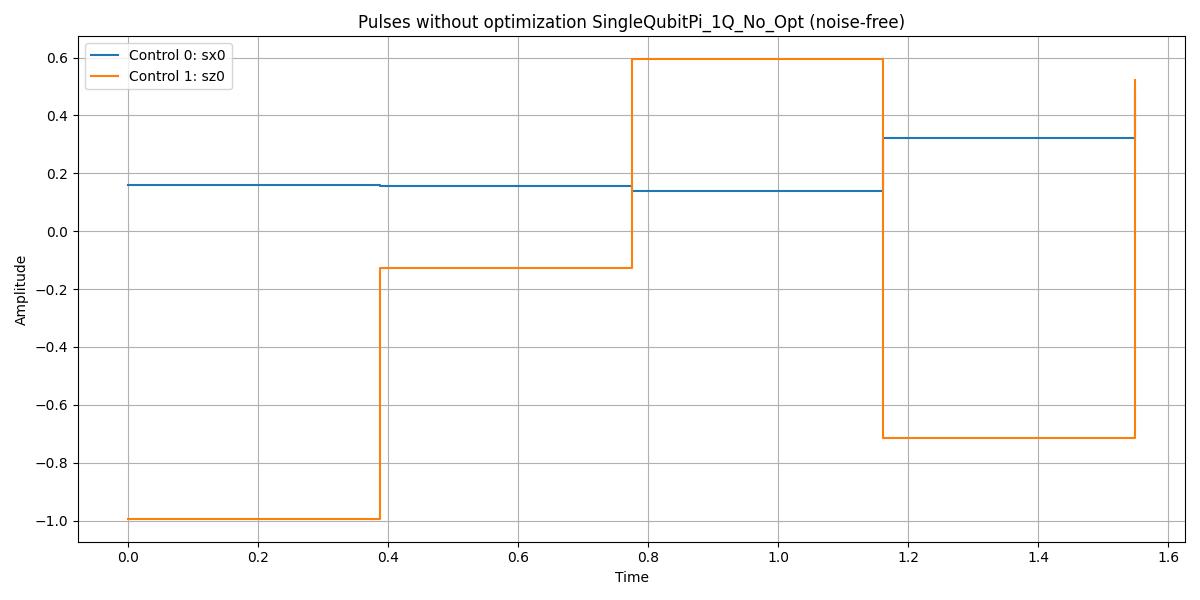 Pulses without optimization SingleQubitPi_1Q_No_Opt (noise-free)
Control 0: sx0
Control 1: sz0
Amplitude
0.6
0.4
0.2
0.0
−0.2
−0.4
−0.6
−0.8
−1.0
0.0 0.2 0.4 0.6 0.8 1.0 1.2 1.4 1.6
Time